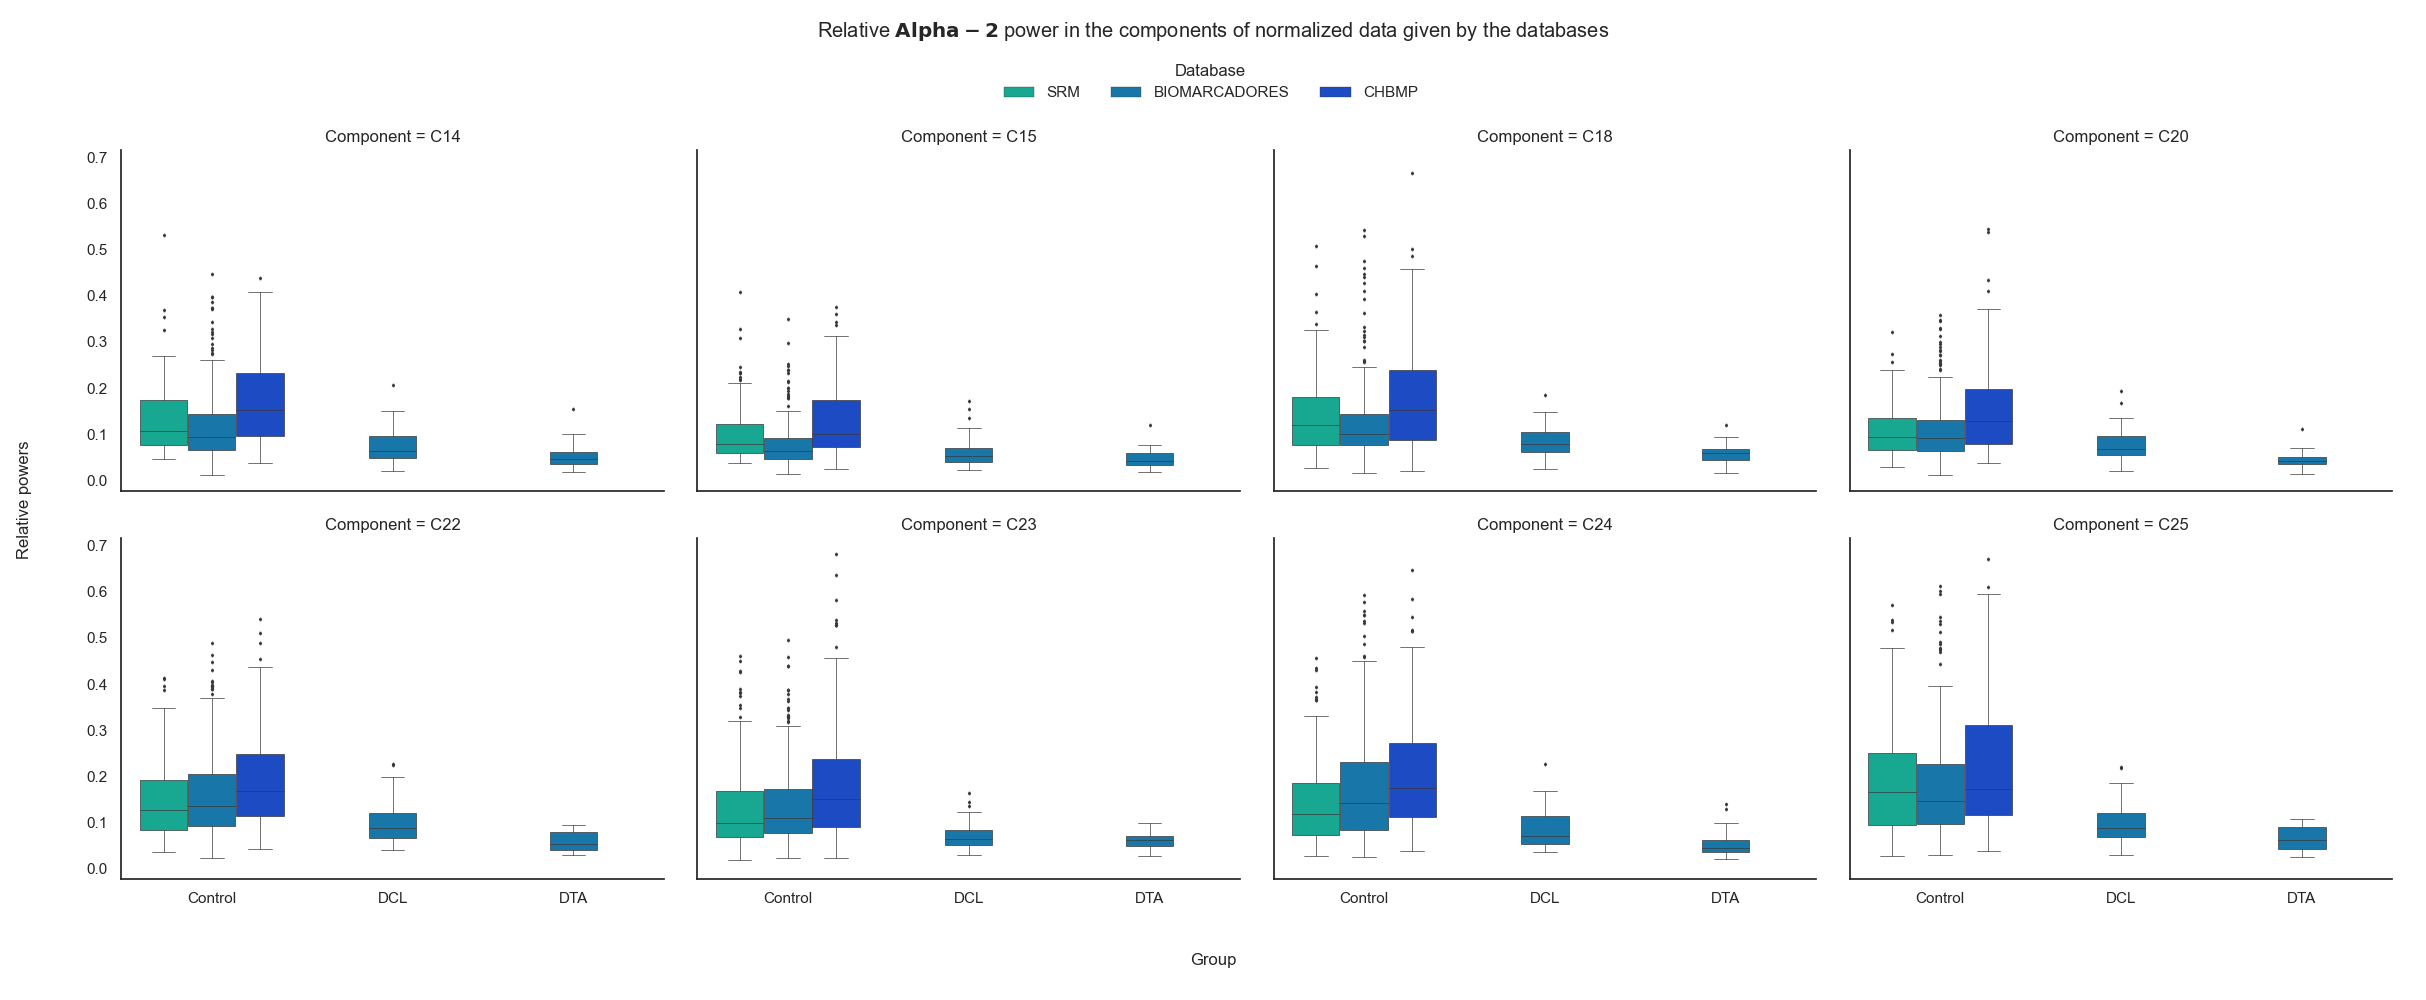 Relative Alpha − 2 power in the components of normalized data given by the databases
Database
SRM BIOMARCADORES CHBMP
Component = C14 Component = C15 Component = C18 Component = C20
0.7
0.6
0.5
0.4
0.3
0.2
0.1
0.0
Relative powers
Component = C22 Component = C23 Component = C24 Component = C25
0.7
0.6
0.5
0.4
0.3
0.2
0.1
0.0
Control DCL DTA Control DCL DTA Control DCL DTA Control DCL DTA
Group